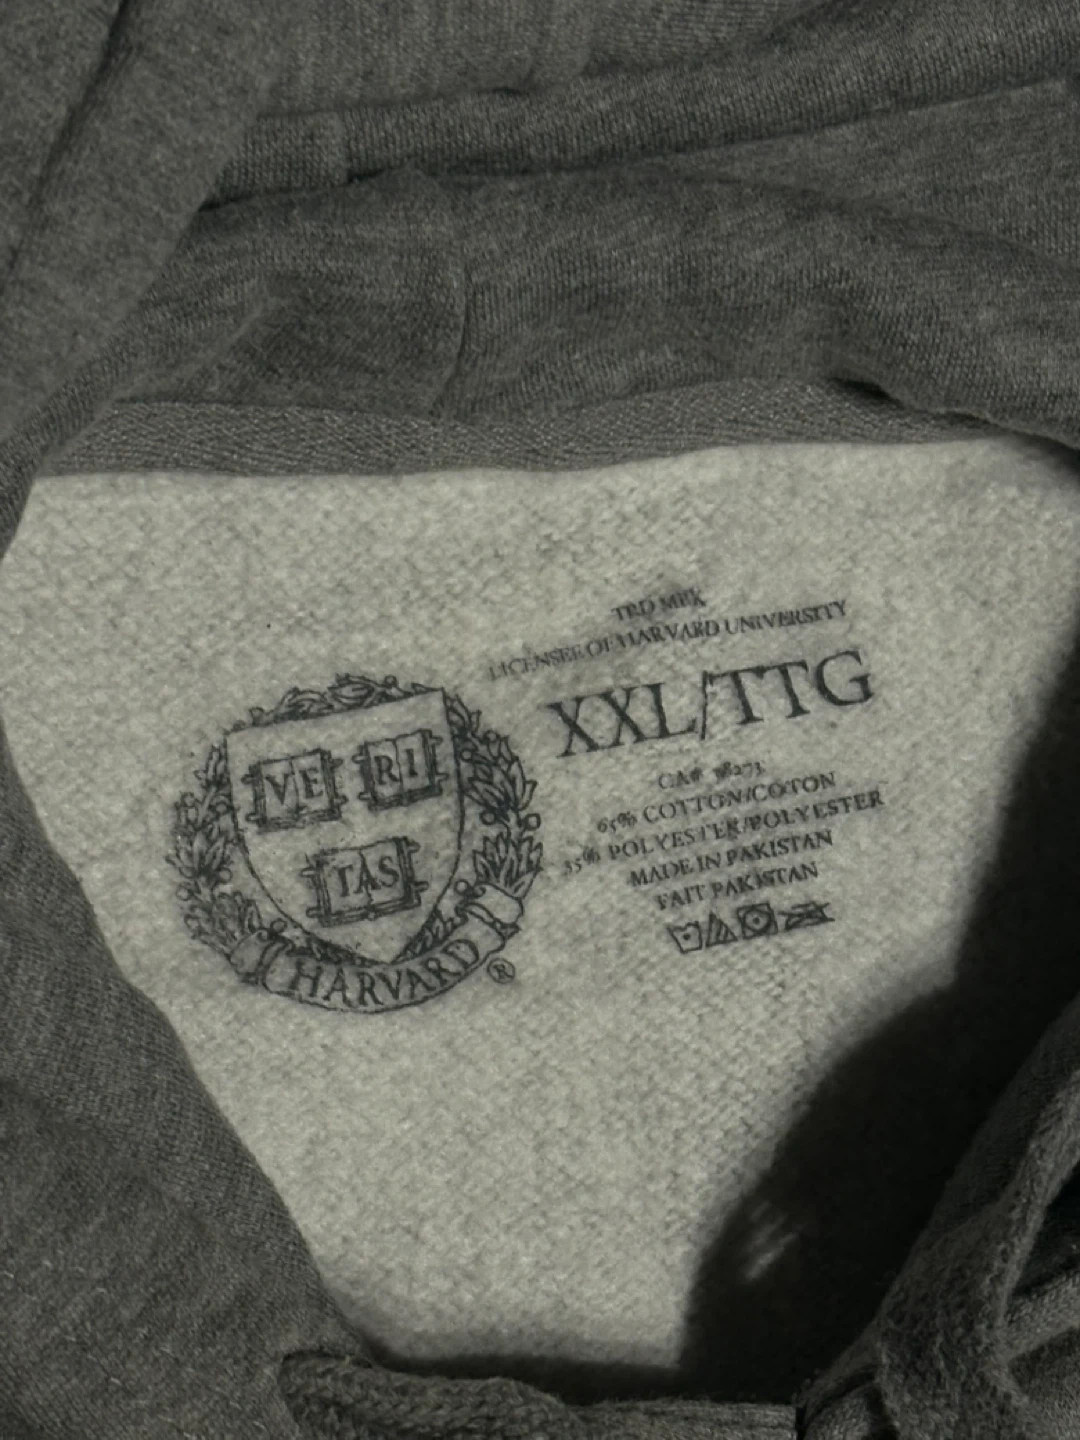 VE RI
TAS
HARVARD ®
TRD MRK
LICENSEE OF HARVARD UNIVERSITY
XXL/TTG
CA#
65% COTTON/COTON
35% POLYESTER/POLYESTER
MADE IN PAKISTAN
FAIT PAKISTAN